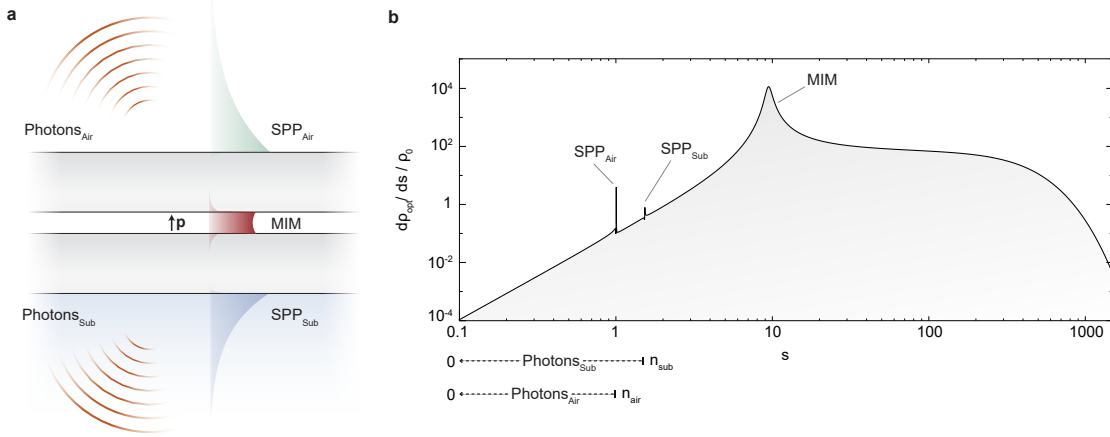 a
Photons_Air
SPP_Air
p
MIM
Photons_Sub
SPP_Sub
b
dρ_opt/ ds / ρ_0
10^4
10^2
1
10^-2
10^-4
MIM
SPP_Air
SPP_Sub
0.1
1
10
100
1000
s
0 Photons_Sub n_sub
0 Photons_Air n_air